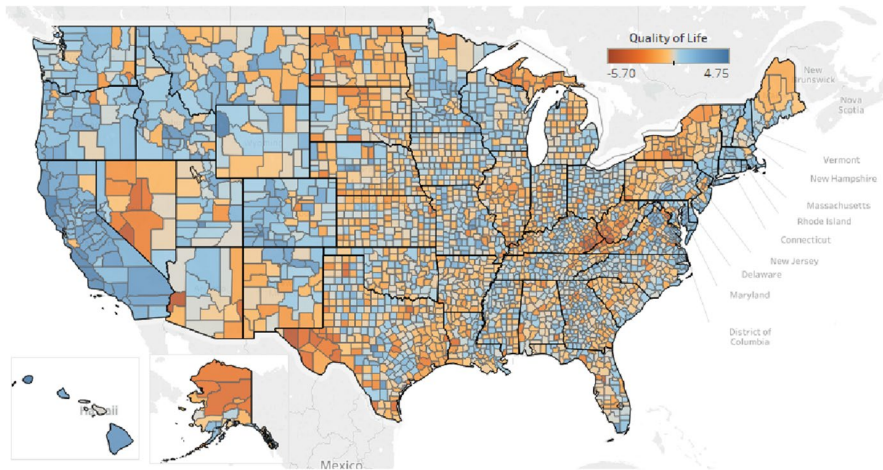 Quality of Life
-5.70 4.75
New
Brunswick
Nova
Scotia
Vermont
New Hampshire
Massachusetts
Rhode Island
Connecticut
New Jersey
Delaware
Maryland
District of
Columbia
Hawaii
Mexico